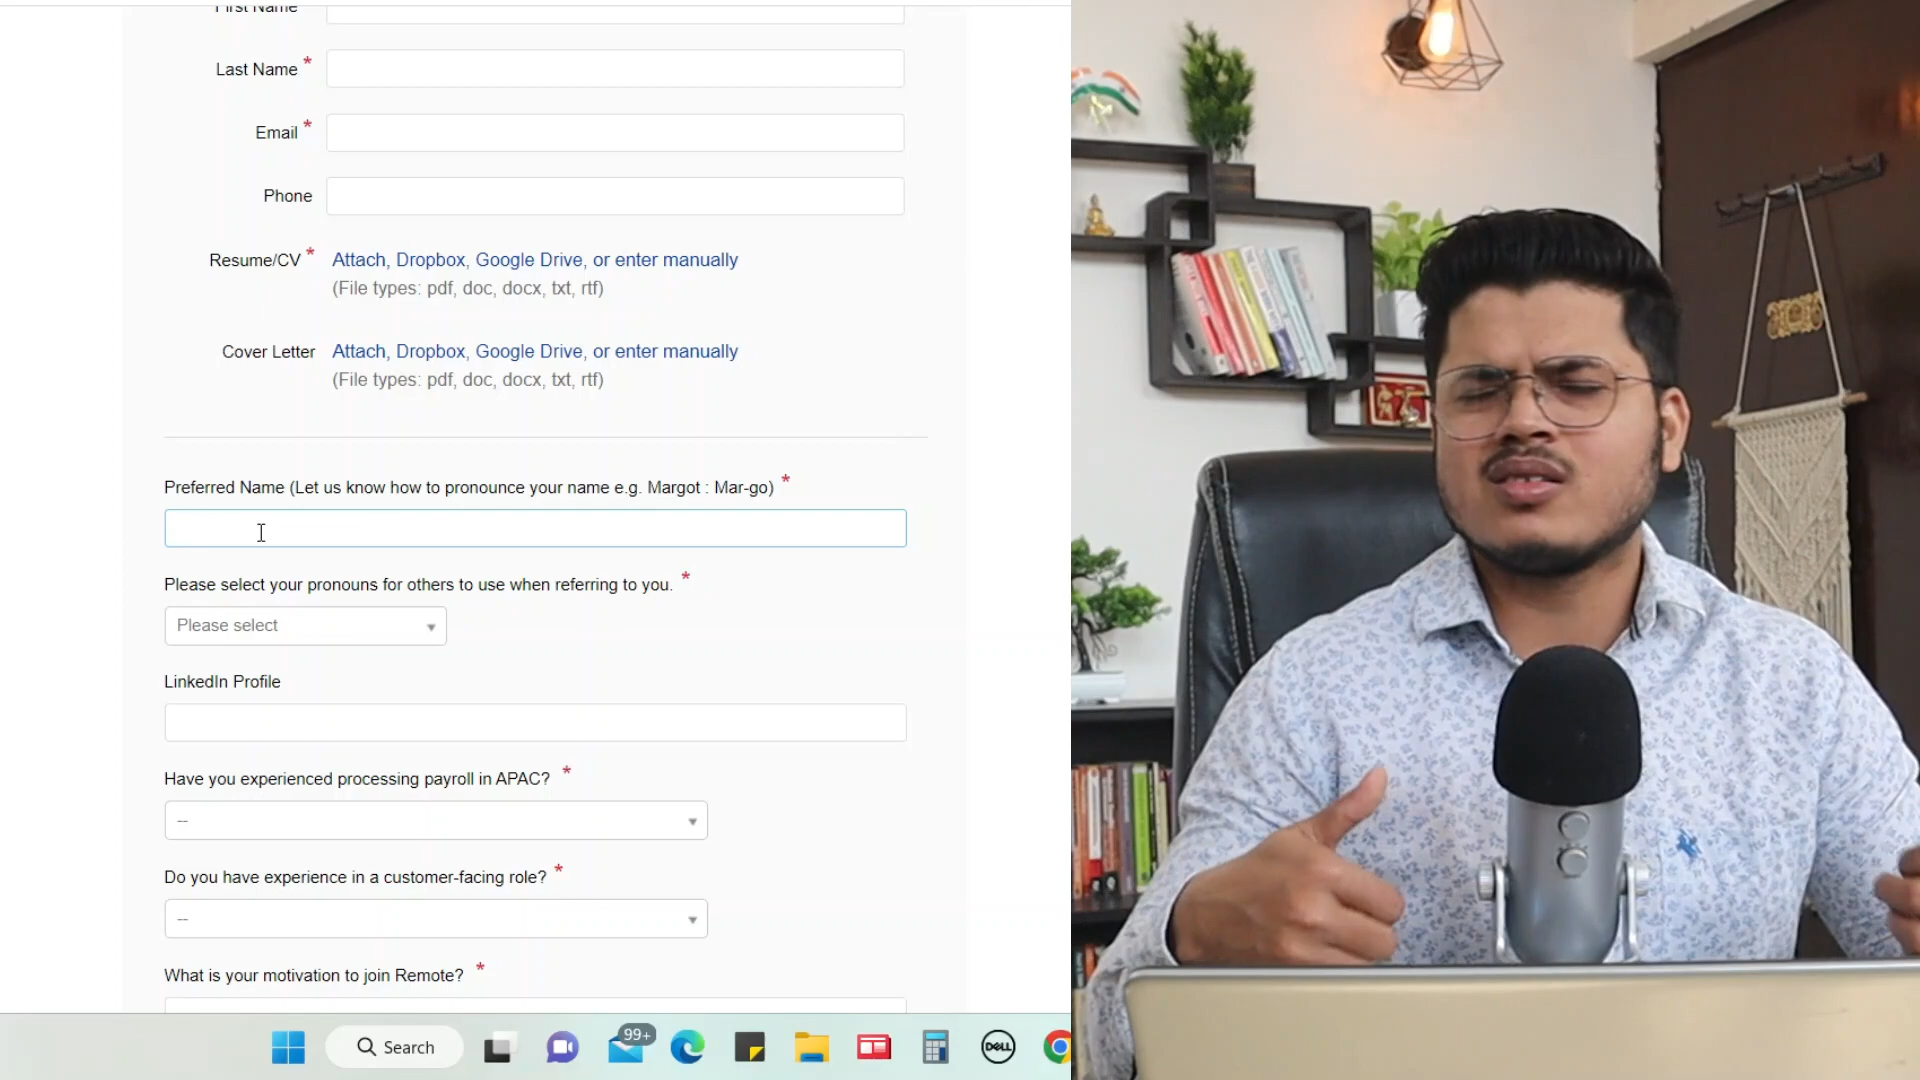 First Name
Last Name *
Email *
Phone
Resume/CV * Attach, Dropbox, Google Drive, or enter manually
(File types: pdf, doc, docx, txt, rtf)
Cover Letter Attach, Dropbox, Google Drive, or enter manually
(File types: pdf, doc, docx, txt, rtf)
Preferred Name (Let us know how to pronounce your name e.g. Margot : Mar-go) *
Please select your pronouns for others to use when referring to you. *
Please select
LinkedIn Profile
Have you experienced processing payroll in APAC? *
--
Do you have experience in a customer-facing role? *
--
What is your motivation to join Remote? *
Search
99+
DELL